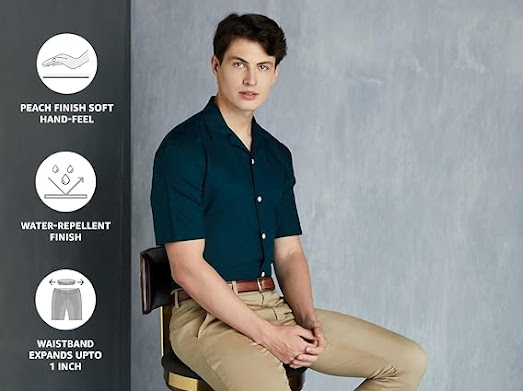 PEACH FINISH SOFT
HAND-FEEL
WATER-REPELLENT
FINISH
WAISTBAND
EXPANDS UPTO
1 INCH